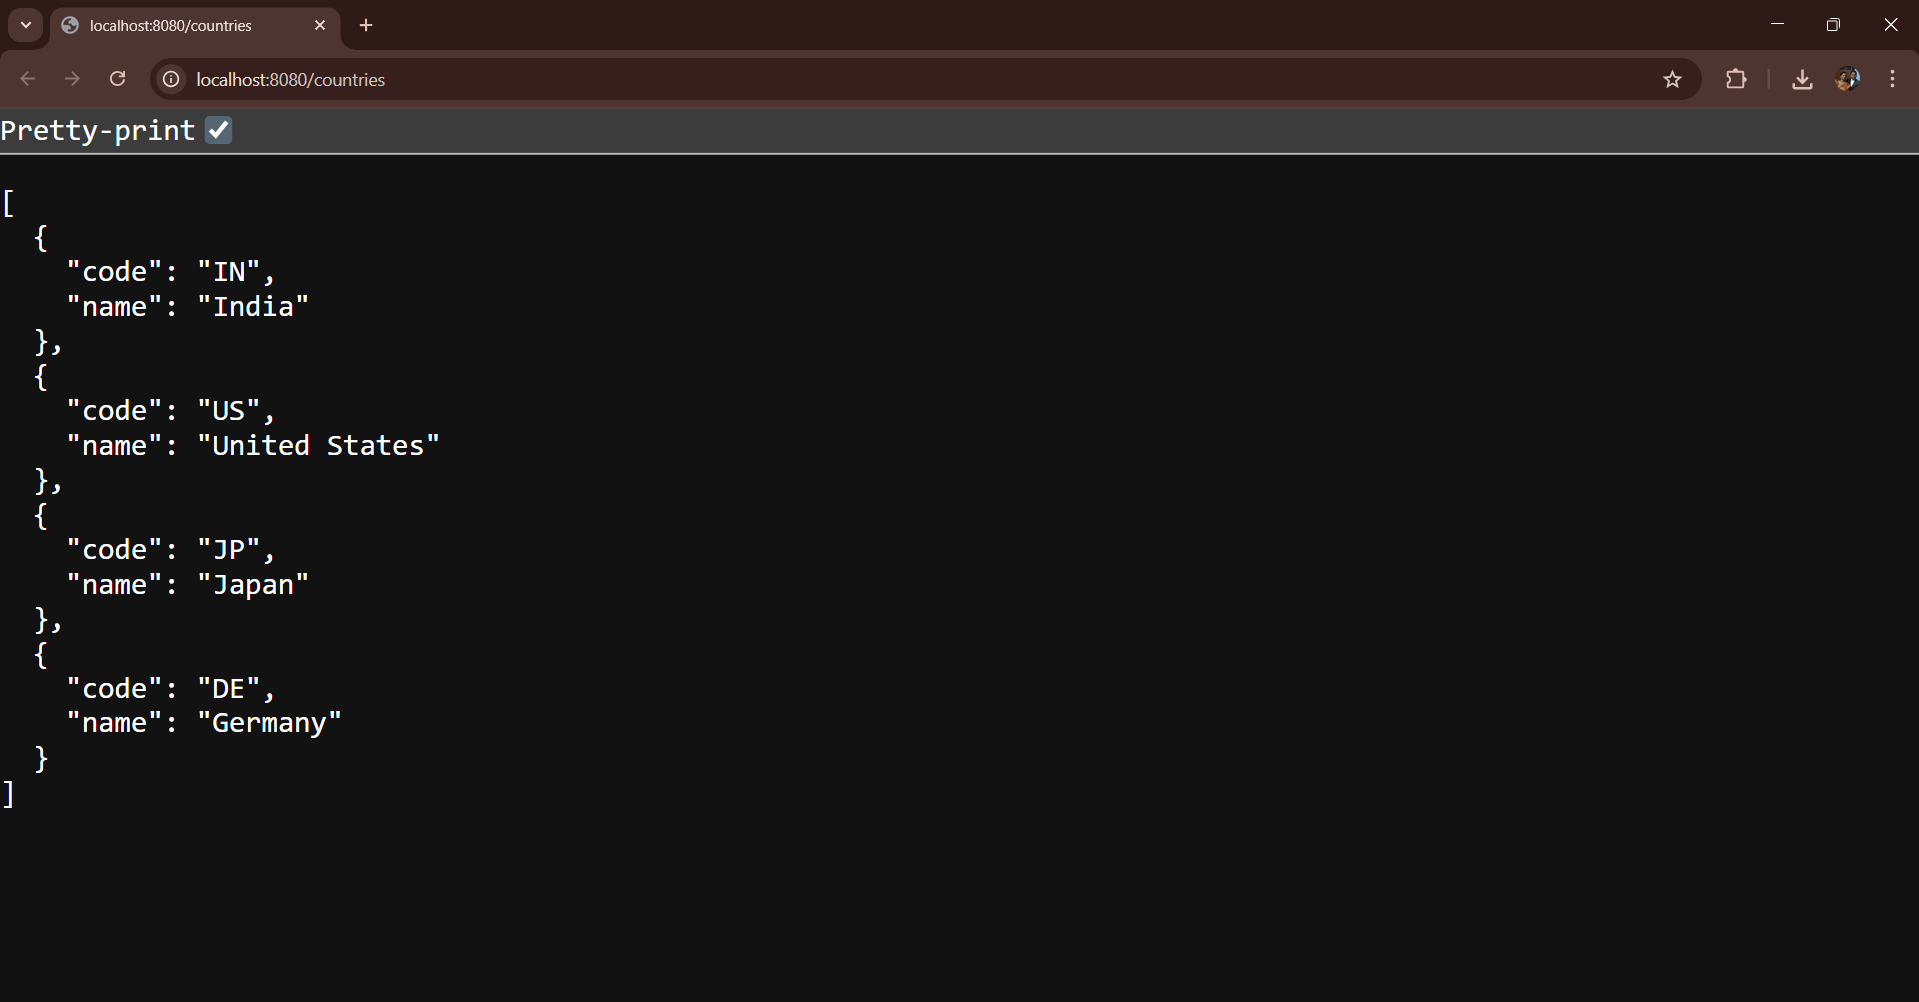 localhost:8080/countries
localhost:8080/countries
Pretty-print
[
  {
    "code": "IN",
    "name": "India"
  },
  {
    "code": "US",
    "name": "United States"
  },
  {
    "code": "JP",
    "name": "Japan"
  },
  {
    "code": "DE",
    "name": "Germany"
  }
]